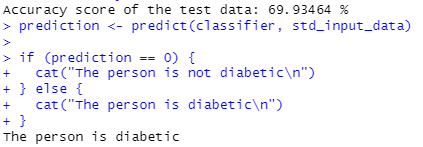 Accuracy score of the test data: 69.93464 %
> prediction <- predict(classifier, std_input_data)
>
> if (prediction == 0) {
+   cat("The person is not diabetic\n")
+ } else {
+   cat("The person is diabetic\n")
+ }
The person is diabetic